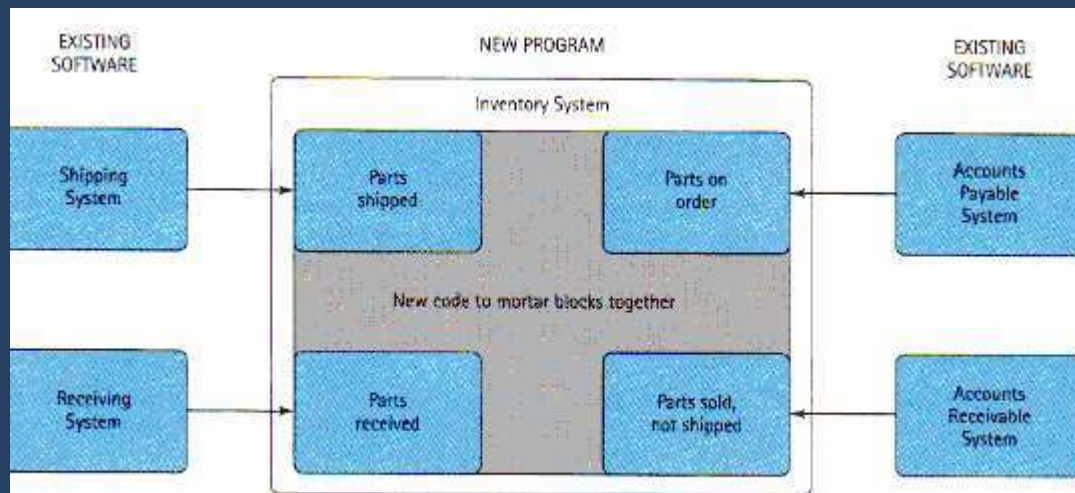 EXISTING
SOFTWARE
NEW PROGRAM
EXISTING
SOFTWARE
Inventory System
Shipping
System
Parts
shipped
Parts on
order
Accounts
Payable
System
New code to mortar blocks together
Receiving
System
Parts
received
Parts sold,
not shipped
Accounts
Receivable
System